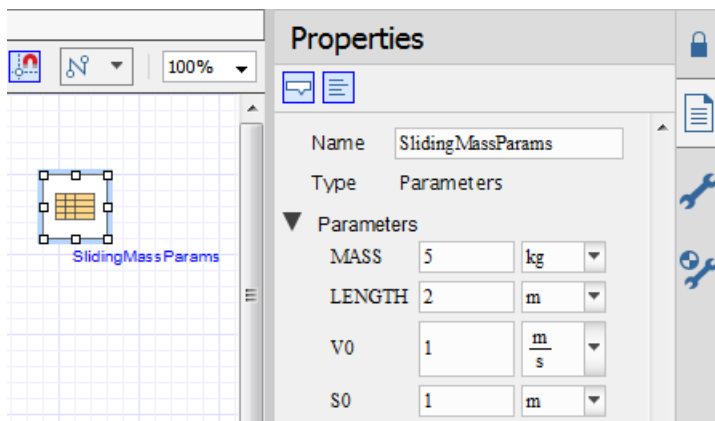 Properties
100%
Name SlidingMassParams
Type Parameters
SlidingMassParams
Parameters
MASS 5 kg
LENGTH 2 m
V0 1 m/s
S0 1 m